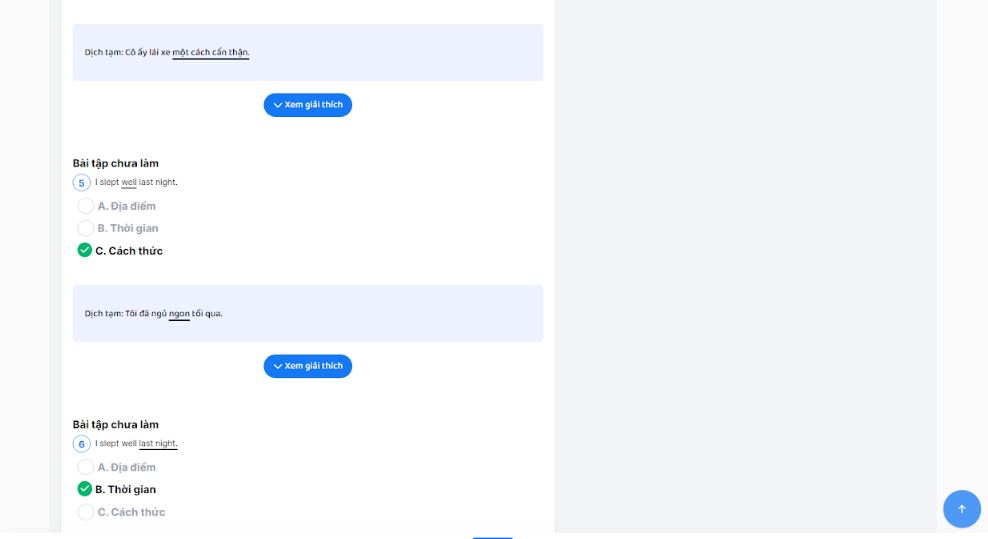 Dịch tạm: Cô ấy lái xe một cách cẩn thận.
Xem giải thích
Bài tập chưa làm
5 I slept well last night.
A. Địa điểm
B. Thời gian
C. Cách thức
Dịch tạm: Tôi đã ngủ ngon tối qua.
Xem giải thích
Bài tập chưa làm
6 I slept well last night.
A. Địa điểm
B. Thời gian
C. Cách thức